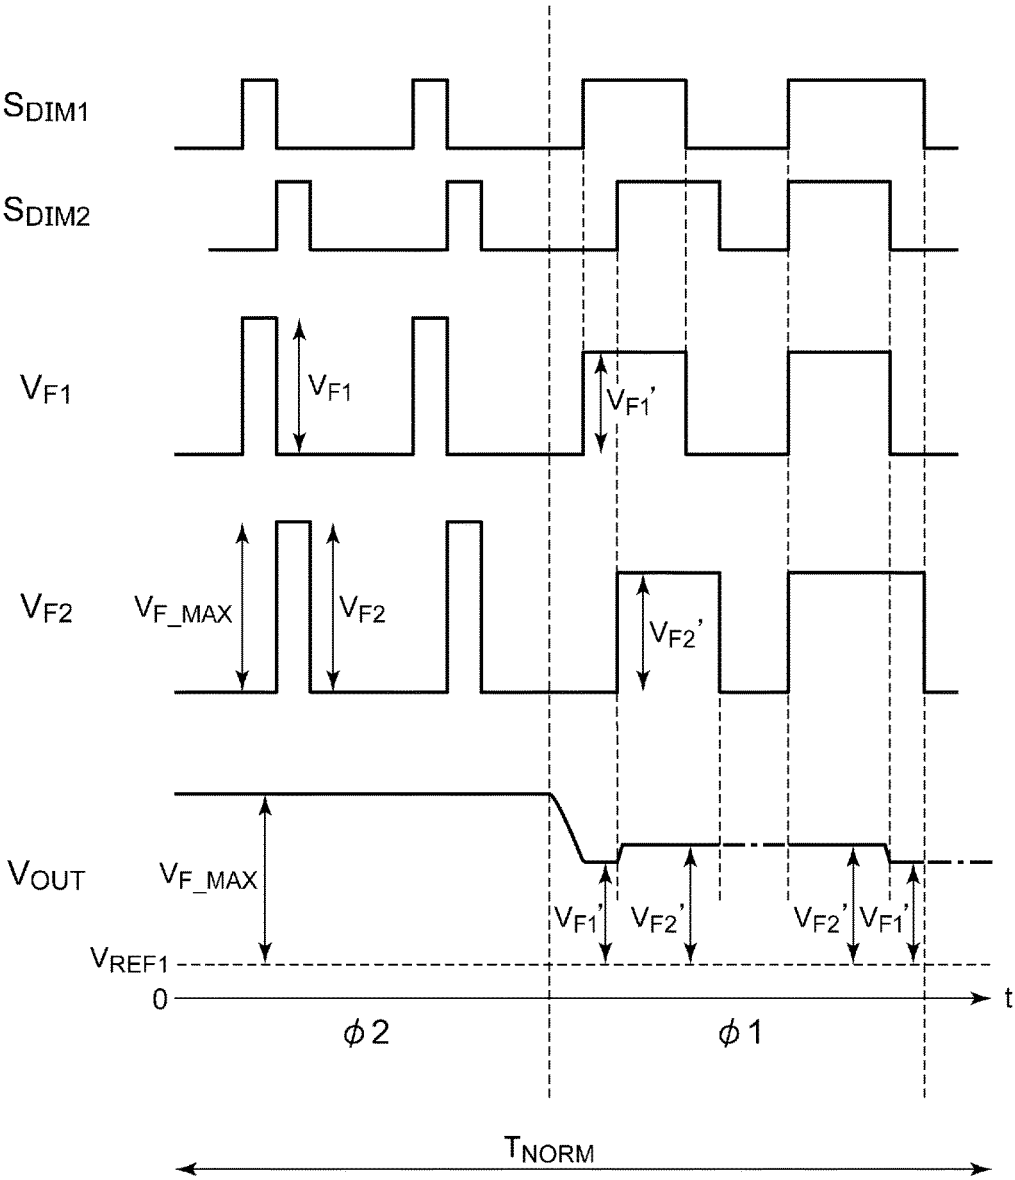 SDIM1
SDIM2
VF1
VF1
VF1’
VF2
VF_MAX
VF2
VF2’
VOUT
VF_MAX
VF1’
VF2’
VF2’
VF1’
VREF1
0
t
ϕ2
ϕ1
TNORM